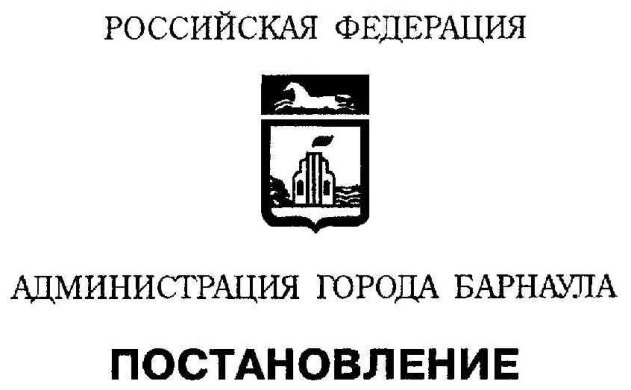 РОССИЙСКАЯ ФЕДЕРАЦИЯ
АДМИНИСТРАЦИЯ ГОРОДА БАРНАУЛА
ПОСТАНОВЛЕНИЕ